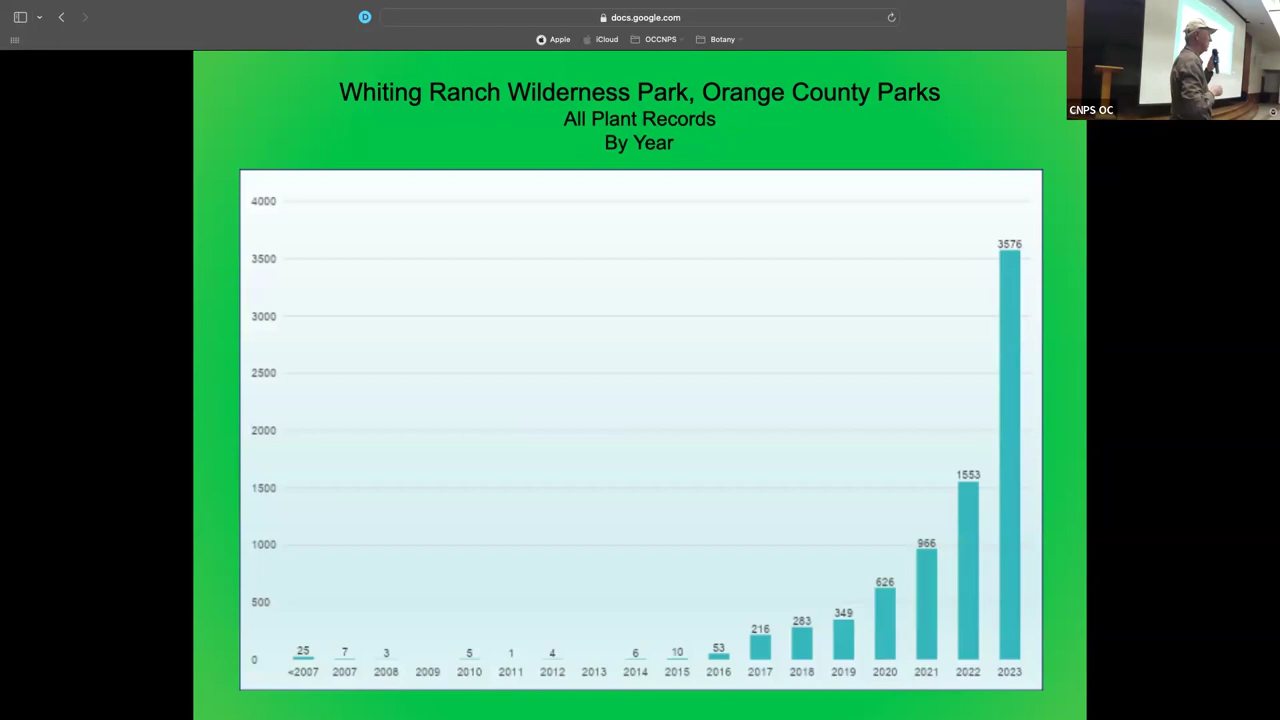 docs.google.com
Apple
iCloud
OCCNPS
Botany
CNPS OC
Whiting Ranch Wilderness Park, Orange County Parks
All Plant Records
By Year
4000
3500
3000
2500
2000
1500
1000
500
0
25
7
3
5
1
4
6
10
53
216
283
349
626
966
1553
3576
<2007 2007 2008 2009 2010 2011 2012 2013 2014 2015 2016 2017 2018 2019 2020 2021 2022 2023